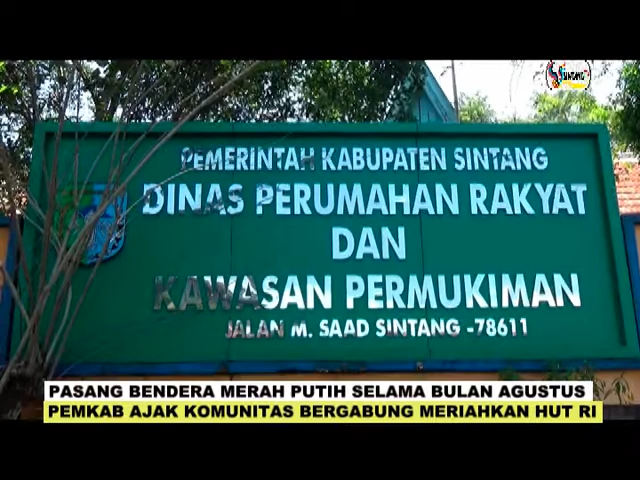 PEMERINTAH KABUPATEN SINTANG
DINAS PERUMAHAN RAKYAT
DAN
KAWASAN PERMUKIMAN
JALAN M. SAAD SINTANG-78611
PASANG BENDERA MERAH PUTIH SELAMA BULAN AGUSTUS
PEMKAB AJAK KOMUNITAS BERGABUNG MERIAHKAN HUT RI